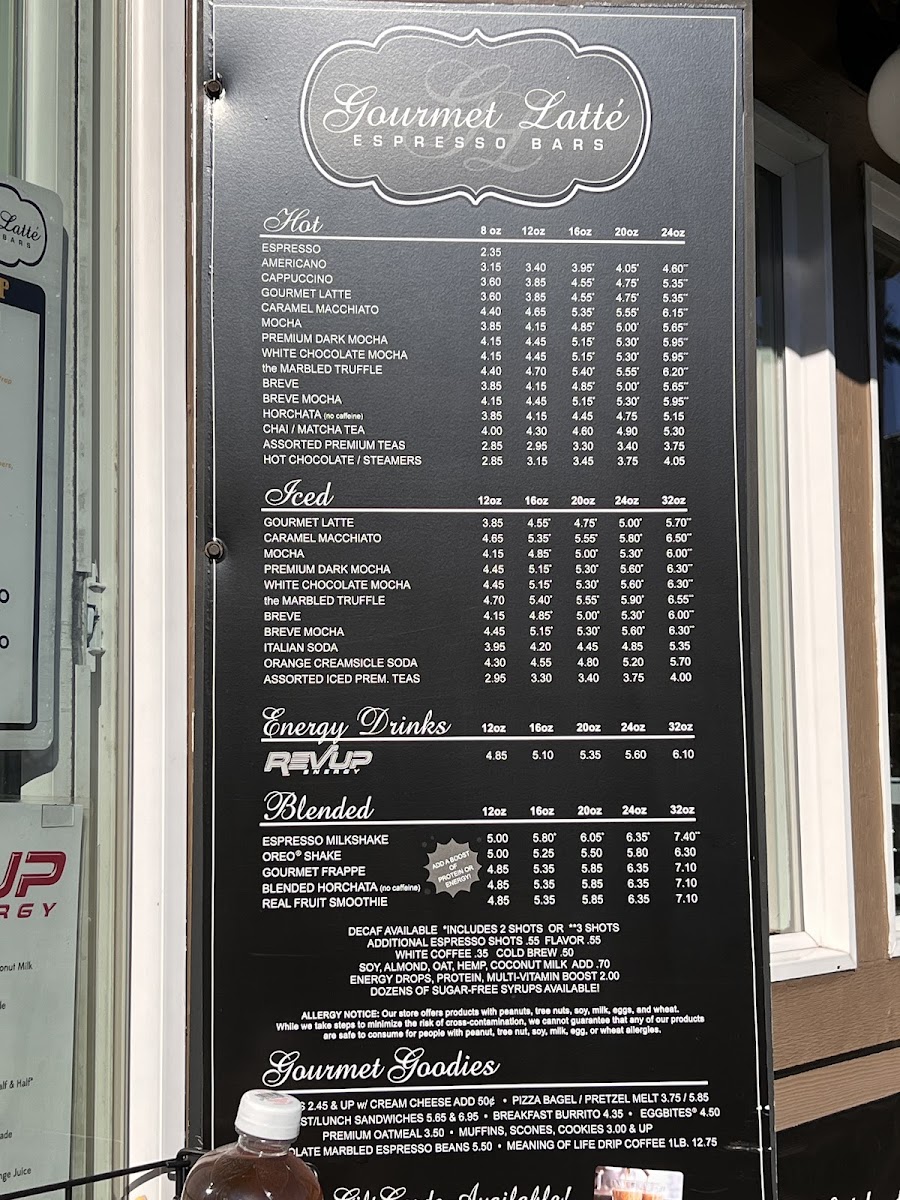 Gourmet Latté
ESPRESSO BARS
Hot 8 oz 12oz 16oz 20oz 24oz
ESPRESSO 2.35
AMERICANO 3.15 3.40 3.95* 4.05* 4.60**
CAPPUCCINO 3.60 3.85 4.55* 4.75* 5.35**
GOURMET LATTE 3.60 3.85 4.55* 4.75* 5.35**
CARAMEL MACCHIATO 4.40 4.65 5.35* 5.55* 6.15**
MOCHA 3.85 4.15 4.85* 5.00* 5.65**
PREMIUM DARK MOCHA 4.15 4.45 5.15* 5.30* 5.95**
WHITE CHOCOLATE MOCHA 4.15 4.45 5.15* 5.30* 5.95**
the MARBLED TRUFFLE 4.40 4.70 5.40* 5.55* 6.20**
BREVE 3.85 4.15 4.85* 5.00* 5.65**
BREVE MOCHA 4.15 4.45 5.15* 5.30* 5.95**
HORCHATA (no caffeine) 3.85 4.15 4.45 4.75 5.15
CHAI / MATCHA TEA 4.00 4.30 4.60 4.90 5.30
ASSORTED PREMIUM TEAS 2.85 2.95 3.30 3.40 3.75
HOT CHOCOLATE / STEAMERS 2.85 3.15 3.45 3.75 4.05
Iced 12oz 16oz 20oz 24oz 32oz
GOURMET LATTE 3.85 4.55* 4.75* 5.00* 5.70**
CARAMEL MACCHIATO 4.65 5.35* 5.55* 5.80* 6.50**
MOCHA 4.15 4.85* 5.00* 5.30* 6.00**
PREMIUM DARK MOCHA 4.45 5.15* 5.30* 5.60* 6.30**
WHITE CHOCOLATE MOCHA 4.45 5.15* 5.30* 5.60* 6.30**
the MARBLED TRUFFLE 4.70 5.40* 5.55* 5.90* 6.55**
BREVE 4.15 4.85* 5.00* 5.30* 6.00**
BREVE MOCHA 4.45 5.15* 5.30* 5.60* 6.30**
ITALIAN SODA 3.95 4.20 4.45 4.85 5.35
ORANGE CREAMSICLE SODA 4.30 4.55 4.80 5.20 5.70
ASSORTED ICED PREM. TEAS 2.95 3.30 3.40 3.75 4.00
Energy Drinks 12oz 16oz 20oz 24oz 32oz
REVUP ENERGY 4.85 5.10 5.35 5.60 6.10
Blended 12oz 16oz 20oz 24oz 32oz
ESPRESSO MILKSHAKE 5.00 5.80* 6.05* 6.35* 7.40**
OREO® SHAKE 5.00 5.25 5.50 5.80 6.30
GOURMET FRAPPE 4.85 5.35 5.85 6.35 7.10
BLENDED HORCHATA (no caffeine) 4.85 5.35 5.85 6.35 7.10
REAL FRUIT SMOOTHIE 4.85 5.35 5.85 6.35 7.10
ADD A BOOST
OF
PROTEIN OR
ENERGY!
DECAF AVAILABLE *INCLUDES 2 SHOTS OR **3 SHOTS
ADDITIONAL ESPRESSO SHOTS .55 FLAVOR .55
WHITE COFFEE .35 COLD BREW .50
SOY, ALMOND, OAT, HEMP, COCONUT MILK ADD .70
ENERGY DROPS, PROTEIN, MULTI-VITAMIN BOOST 2.00
DOZENS OF SUGAR-FREE SYRUPS AVAILABLE!
ALLERGY NOTICE: Our store offers products with peanuts, tree nuts, soy, milk, eggs, and wheat.
While we take steps to minimize the risk of cross-contamination, we cannot guarantee that any of our products
are safe to consume for people with peanut, tree nut, soy, milk, egg, or wheat allergies.
Gourmet Goodies
S 2.45 & UP w/ CREAM CHEESE ADD 50¢ • PIZZA BAGEL / PRETZEL MELT 3.75 / 5.85
ST/LUNCH SANDWICHES 5.65 & 6.95 • BREAKFAST BURRITO 4.35 • EGGBITES® 4.50
PREMIUM OATMEAL 3.50 • MUFFINS, SCONES, COOKIES 3.00 & UP
OLATE MARBLED ESPRESSO BEANS 5.50 • MEANING OF LIFE DRIP COFFEE 1LB. 12.75
Gift Cards Available!
Latté
BARS
P
UP
RGY
onut Milk
alf & Half*
ade
nge Juice